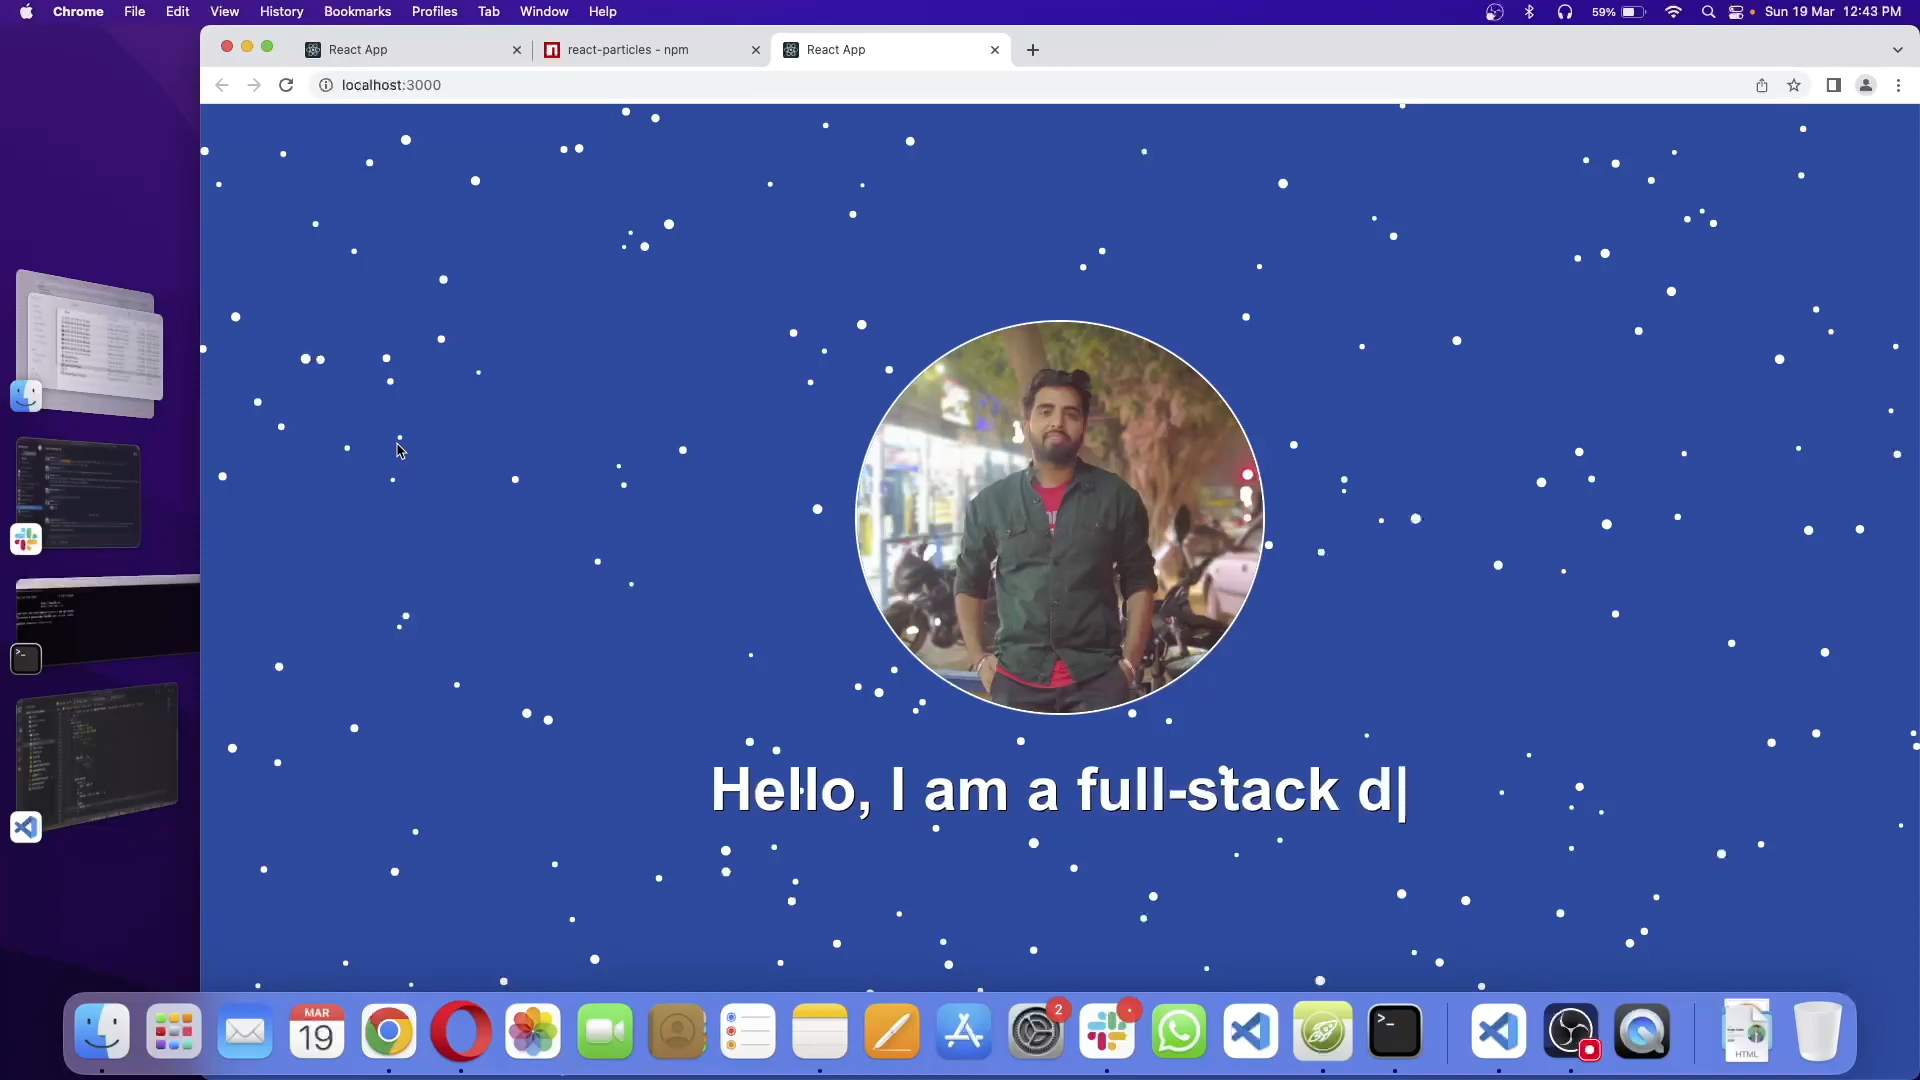 Chrome File Edit View History Bookmarks Profiles Tab Window Help 59% Sun 19 Mar 12:43 PM
React App react-particles - npm React App
localhost:3000
Hello, I am a full-stack d|
MAR
19
2
HTML